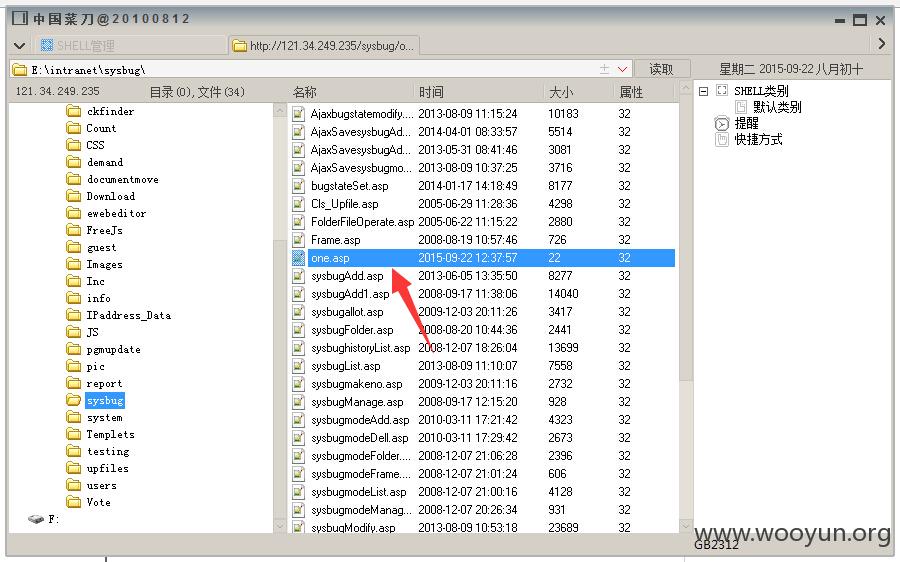 中国菜刀@20100812
SHELL管理 http://121.34.249.235/sysbug/o...
E:\intranet\sysbug\ 读取 星期二 2015-09-22 八月初十
121.34.249.235 目录(0),文件(34) 名称 时间 大小 属性
ckfinder
Count
CSS
demand
documentmove
Download
ewebeditor
FreeJs
guest
Images
Inc
info
IPaddress_Data
JS
pgmupdate
pic
report
sysbug
system
Templets
testing
upfiles
users
Vote
F:
Ajaxbugstatemodify.... 2013-08-09 11:15:24 10183 32
AjaxSavesysbugAd... 2014-04-01 08:33:57 5514 32
AjaxSavesysbugAd... 2013-05-31 08:41:46 3081 32
AjaxSavesysbugmo... 2013-08-09 10:37:25 3716 32
bugstateSet.asp 2014-01-17 14:18:49 8177 32
Cls_Upfile.asp 2005-06-29 11:28:36 4298 32
FolderFileOperate.asp 2005-06-22 11:15:22 2880 32
Frame.asp 2008-08-19 10:57:46 726 32
one.asp 2015-09-22 12:37:57 22 32
sysbugAdd.asp 2013-06-05 13:35:50 8277 32
sysbugAdd1.asp 2008-09-17 11:38:06 14040 32
sysbugallot.asp 2009-12-03 20:11:26 3417 32
sysbugFolder.asp 2008-08-20 10:44:36 2441 32
sysbughistoryList.asp 2008-12-07 18:26:04 13699 32
sysbugList.asp 2013-08-09 11:10:07 7558 32
sysbugmakeno.asp 2009-12-03 20:11:16 2732 32
sysbugManage.asp 2008-09-17 12:15:20 928 32
sysbugmodeAdd.asp 2010-03-11 17:21:42 4323 32
sysbugmodeDell.asp 2010-03-11 17:29:42 2673 32
sysbugmodeFolder.... 2008-12-07 21:06:28 2396 32
sysbugmodeFrame.... 2008-12-07 21:01:24 606 32
sysbugmodeList.asp 2008-12-07 21:00:16 4128 32
sysbugmodeManag... 2008-12-07 20:26:34 931 32
sysbugModify.asp 2013-08-09 10:53:18 23689 32
SHELL类别
默认类别
提醒
快捷方式
www.wooyun.org
GB2312